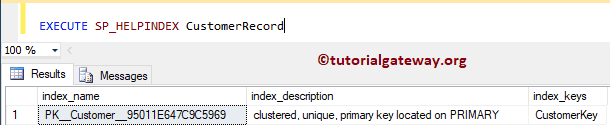 EXECUTE SP_HELPINDEX CustomerRecord
100 %
©tutorialgateway.org
Results Messages
index_name index_description index_keys
1 PK__Customer__95011E647C9C5969 clustered, unique, primary key located on PRIMARY CustomerKey